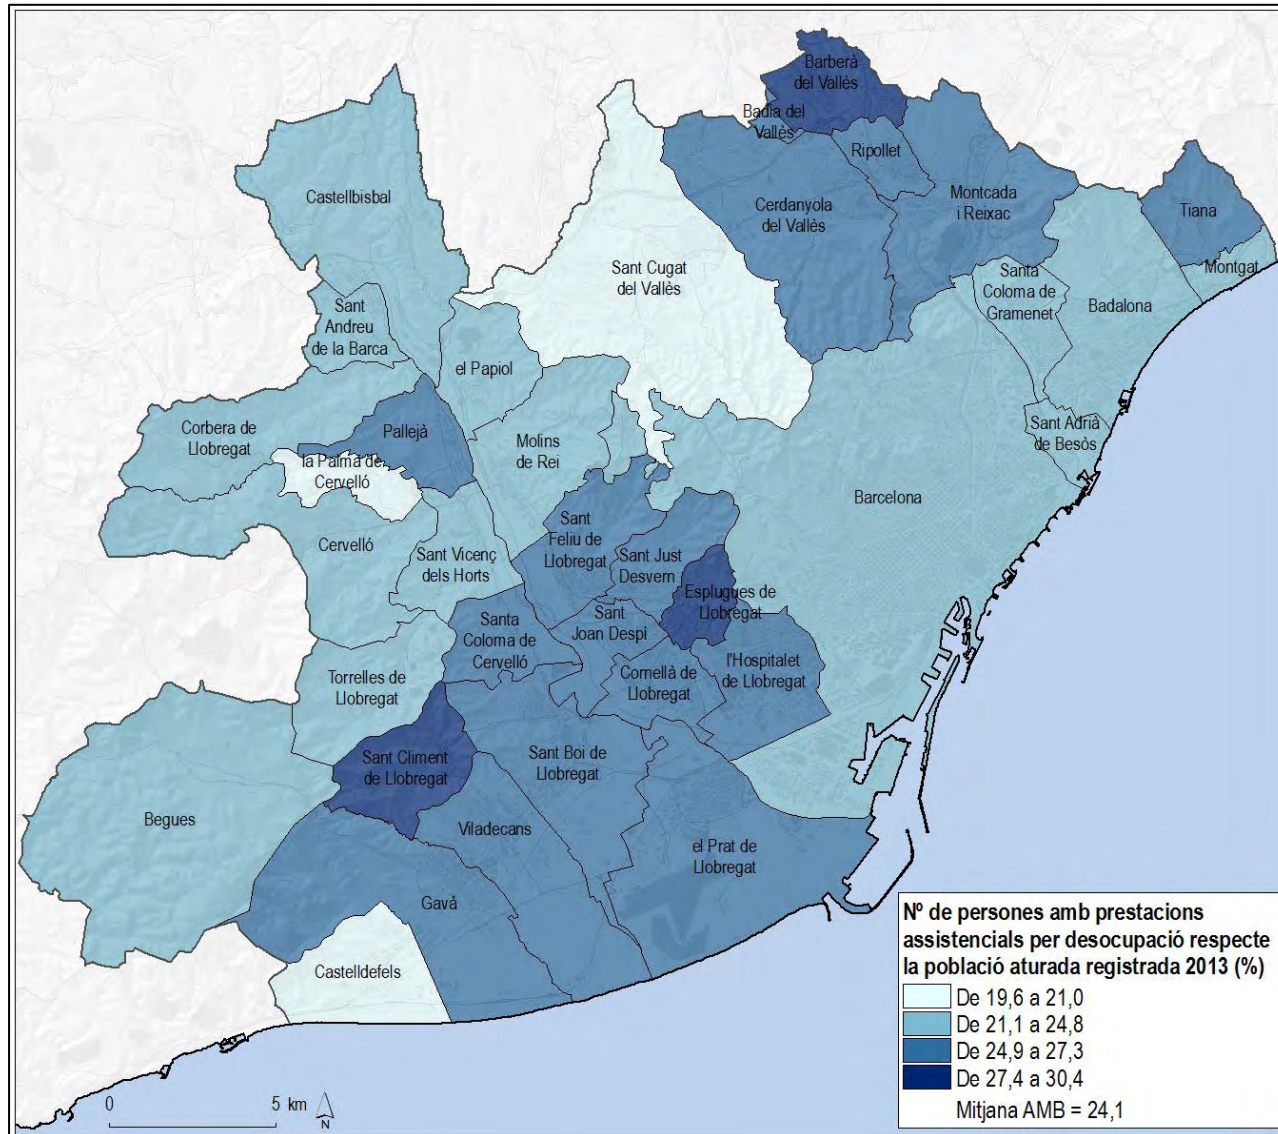 Barberà
del Vallès
Badia del
Vallès
Ripollet
Castellbisbal
Montcada
i Reixac
Cerdanyola
del Vallès
Tiana
Sant Cugat
del Vallès
Montgat
Santa
Coloma de
Gramenet
Badalona
Sant
Andreu
de la Barca
el Papiol
Corbera de
Llobregat
Pallejà
Molins
de Rei
Sant Adrià
de Besòs
la Palma de
Cervelló
Barcelona
Cervelló
Sant
Feliu de
Llobregat
Sant Vicenç
dels Horts
Sant Just
Desvern
Esplugues de
Llobregat
Santa
Coloma de
Cervelló
Sant
Joan Despí
Torrelles de
Llobregat
Cornellà de
Llobregat
l'Hospitalet
de Llobregat
Sant Climent
de Llobregat
Sant Boi de
Llobregat
Begues
Viladecans
el Prat de
Llobregat
Gavà
Castelldefels
Nº de persones amb prestacions
assistencials per desocupació respecte
la població aturada registrada 2013 (%)
De 19,6 a 21,0
De 21,1 a 24,8
De 24,9 a 27,3
De 27,4 a 30,4
Mitjana AMB = 24,1
0 5 km
N